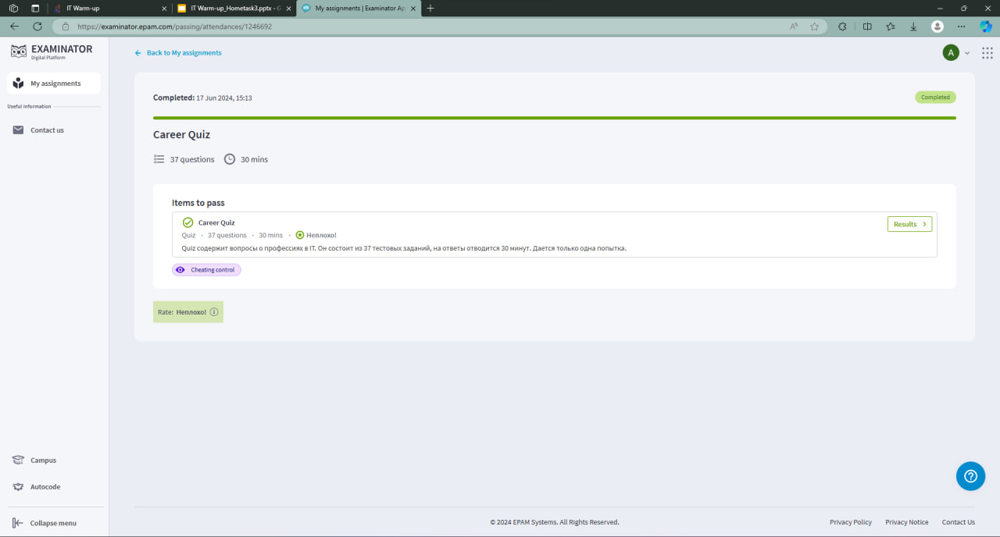 IT Warm-up
IT Warm-up_Hometask3.pptx - G
My assignments | Examinator Ap
https://examinator.epam.com/passing/attendances/1246692
EXAMINATOR
Digital Platform
My assignments
Useful information
Contact us
Campus
Autocode
Collapse menu
Back to My assignments
A
Completed: 17 Jun 2024, 15:13
Completed
Career Quiz
37 questions 30 mins
Items to pass
Career Quiz
Results
Quiz · 37 questions · 30 mins · Неплохо!
Quiz содержит вопросы о профессиях в IT. Он состоит из 37 тестовых заданий, на ответы отводится 30 минут. Дается только одна попытка.
Cheating control
Rate: Неплохо!
© 2024 EPAM Systems. All Rights Reserved.
Privacy Policy Privacy Notice Contact Us